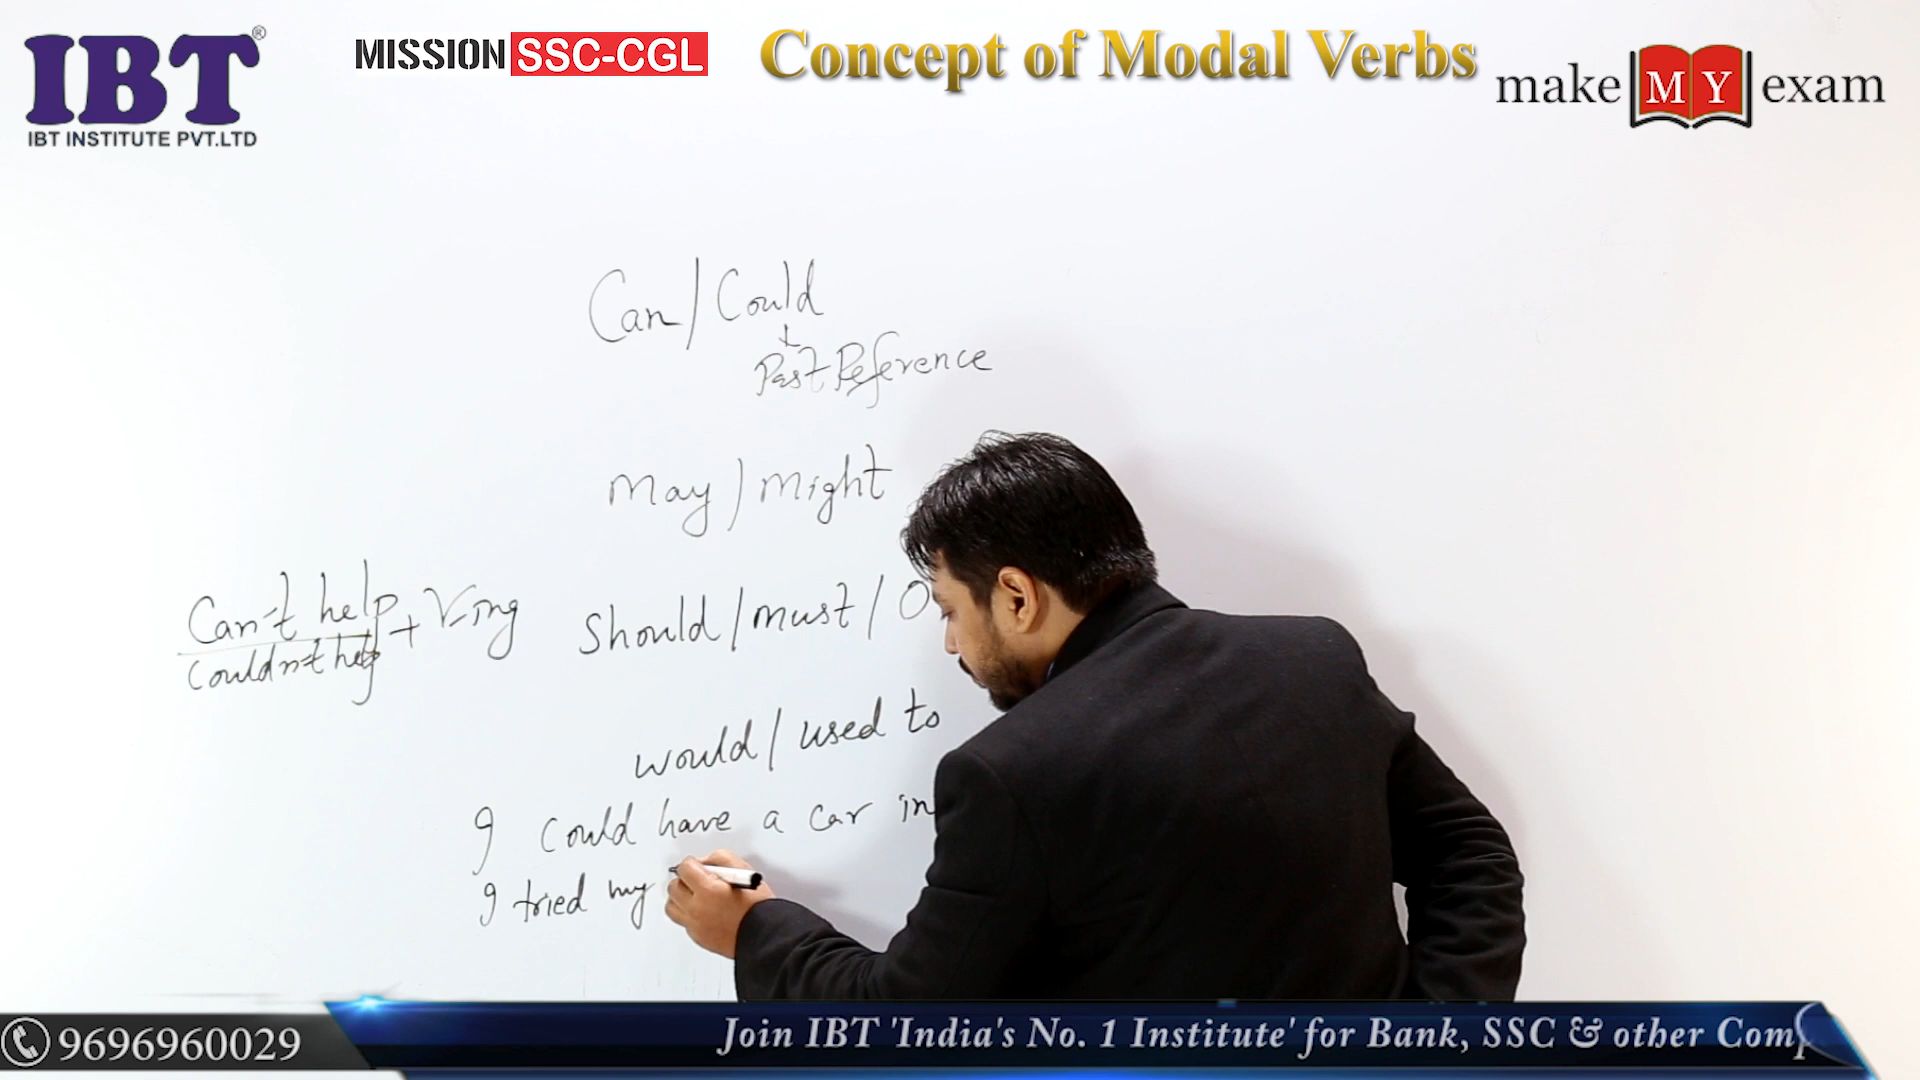 IBT®
IBT INSTITUTE PVT.LTD
MISSION SSC-CGL
Concept of Modal Verbs
make MY exam
Can/Could
Past Reference
May/might
Can't help
Couldn't help
+ V-ing
Should/must/O
would/used to
I could have a car in
I tried my
9696960029
Join IBT 'India's No. 1 Institute' for Bank, SSC & other Comp